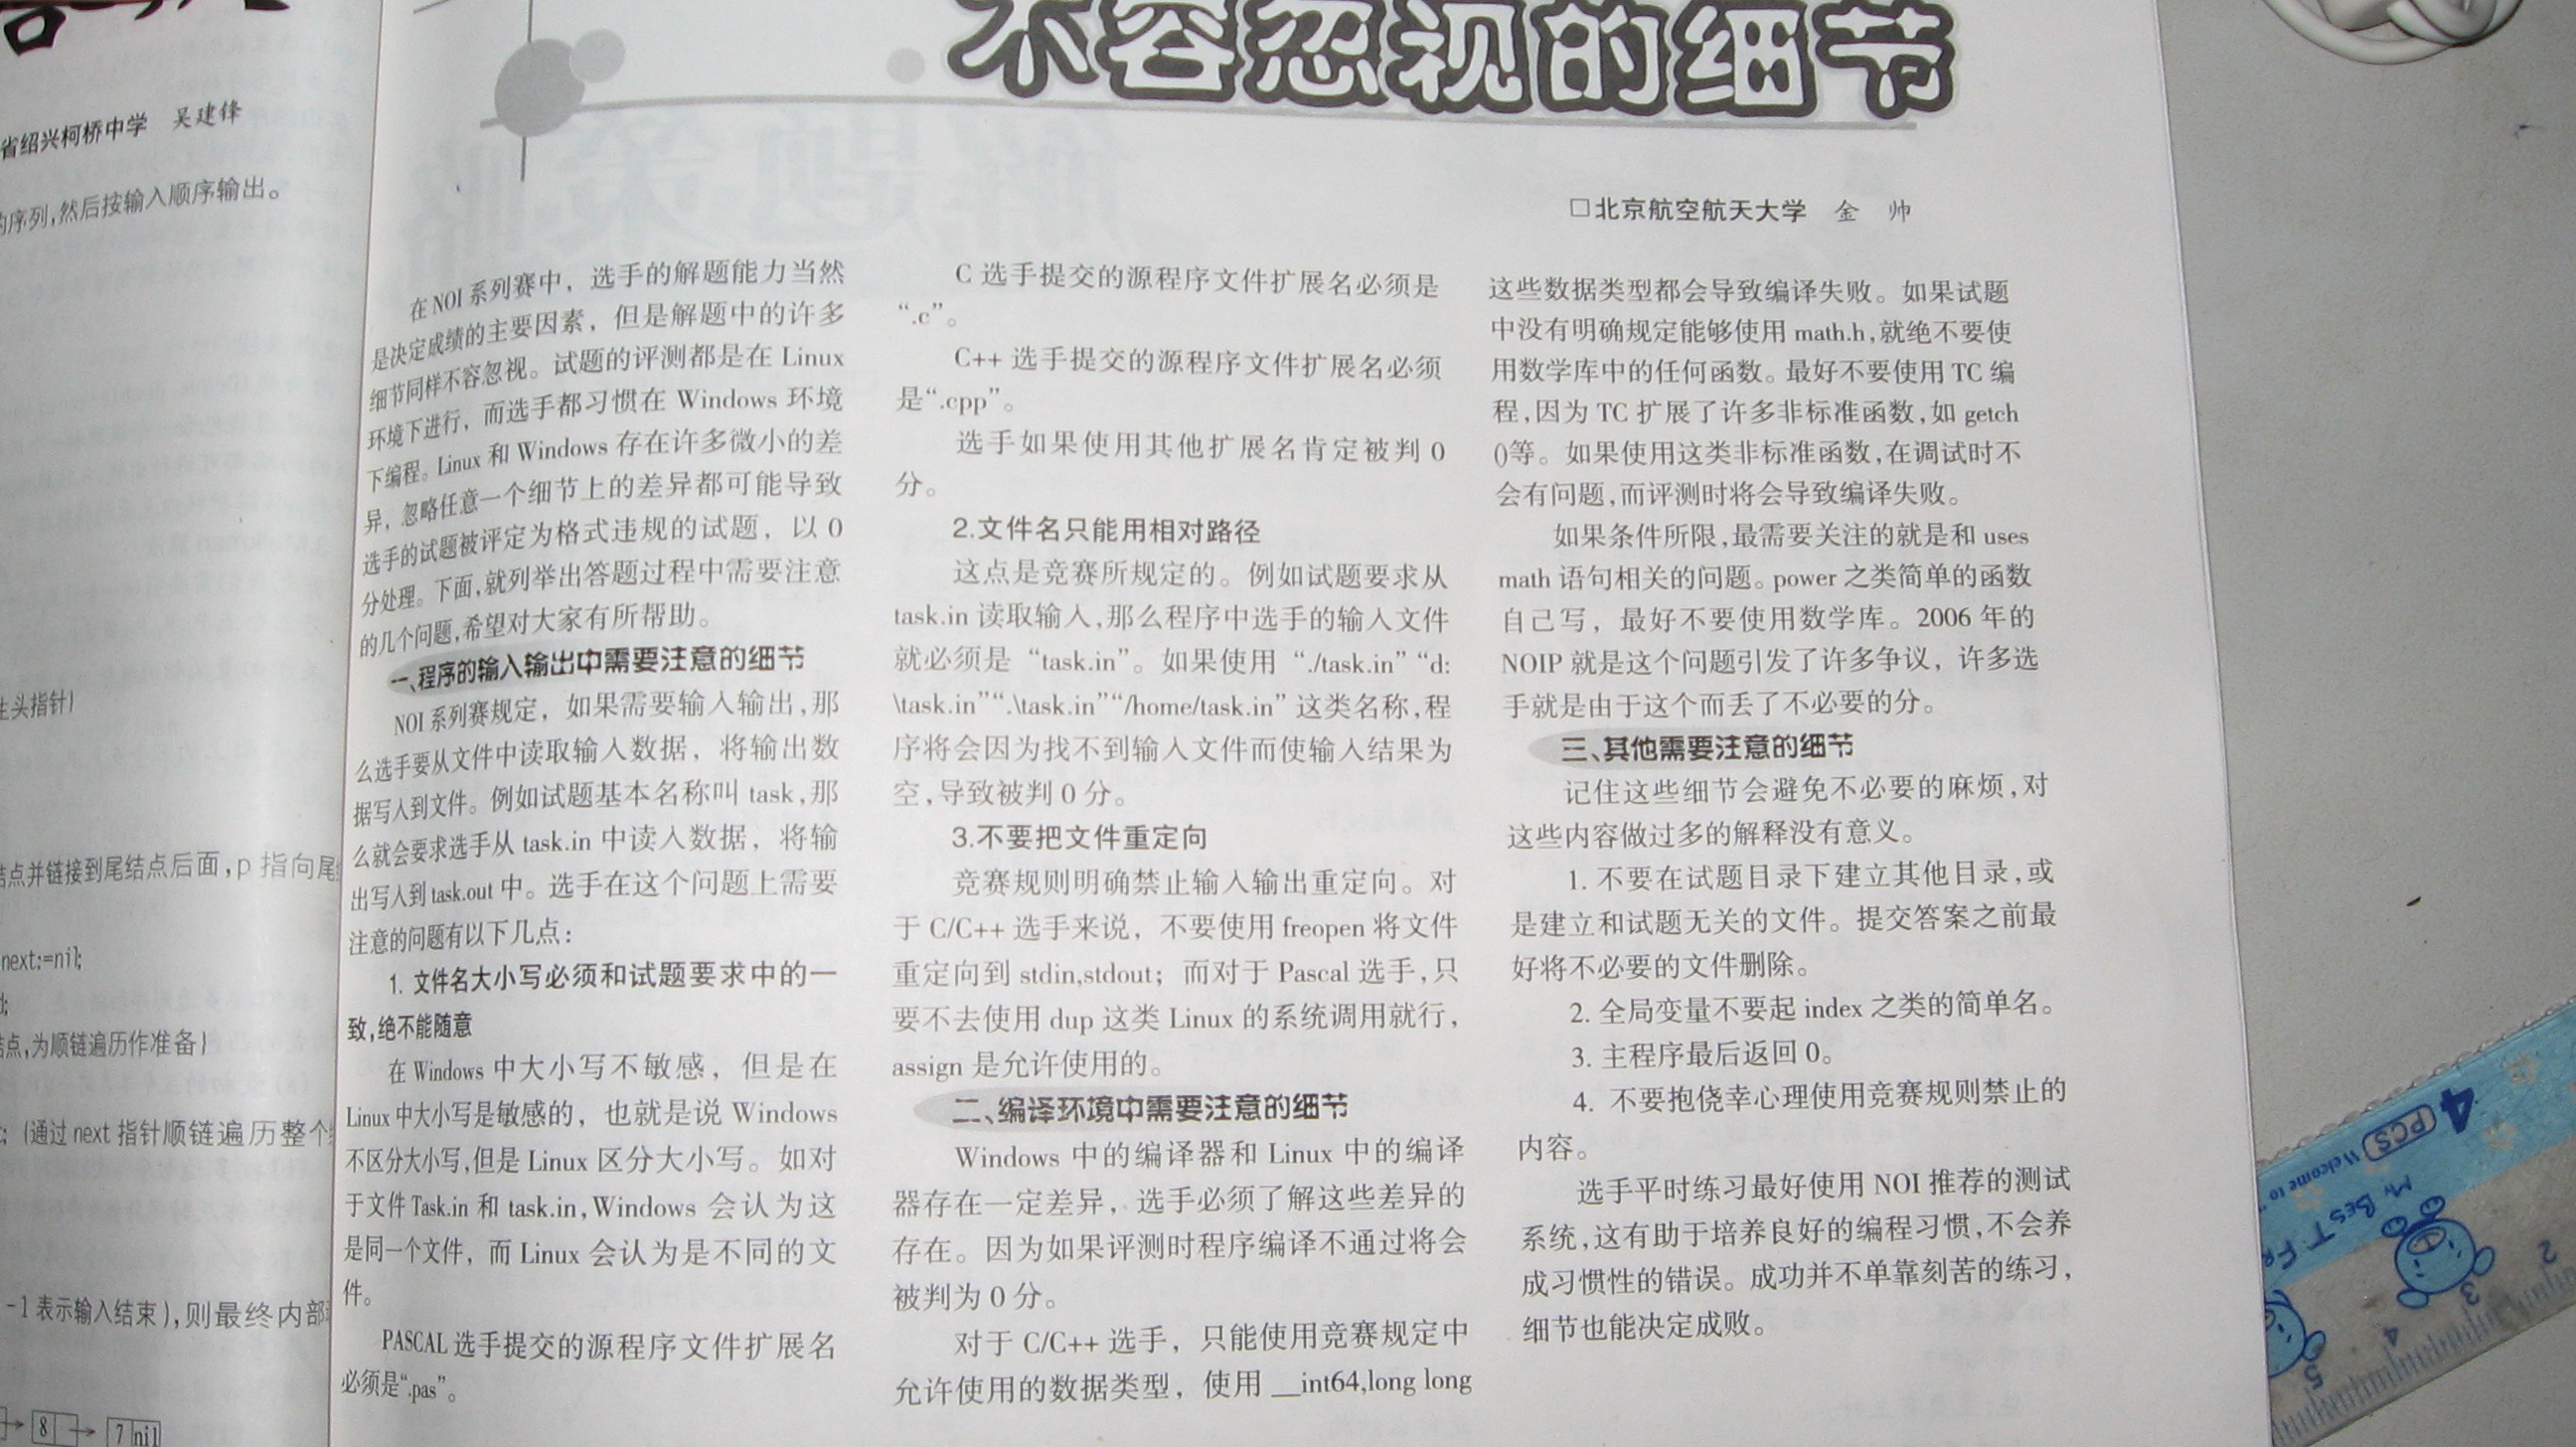 省绍兴柯桥中学 吴建锋
的序列,然后按输入顺序输出。
生头指针}
结点并链接到尾结点后面,p 指向尾
next:=nil;
d;
结点,为顺链遍历作准备}
{通过 next 指针顺链遍历整个
-1 表示输入结束),则最终内部
8
7 nil
不容忽视的细节
□北京航空航天大学 金 帅
在 NOI 系列赛中，选手的解题能力当然
是决定成绩的主要因素，但是解题中的许多
细节同样不容忽视。试题的评测都是在 Linux
环境下进行，而选手都习惯在 Windows 环境
下编程。Linux 和 Windows 存在许多微小的差
异，忽略任意一个细节上的差异都可能导致
选手的试题被评定为格式违规的试题，以 0
分处理。下面,就列举出答题过程中需要注意
的几个问题,希望对大家有所帮助。
一、程序的输入输出中需要注意的细节
NOI 系列赛规定，如果需要输入输出,那
么选手要从文件中读取输入数据，将输出数
据写入到文件。例如试题基本名称叫 task,那
么就会要求选手从 task.in 中读入数据，将输
出写入到 task.out 中。选手在这个问题上需要
注意的问题有以下几点：
1. 文件名大小写必须和试题要求中的一
致,绝不能随意
在 Windows 中大小写不敏感，但是在
Linux 中大小写是敏感的，也就是说 Windows
不区分大小写,但是 Linux 区分大小写。如对
于文件 Task.in 和 task.in,Windows 会认为这
是同一个文件，而 Linux 会认为是不同的文
件。
PASCAL 选手提交的源程序文件扩展名
必须是“.pas”。
C 选手提交的源程序文件扩展名必须是
“.c”。
C++ 选手提交的源程序文件扩展名必须
是“.cpp”。
选手如果使用其他扩展名肯定被判 0
分。
2.文件名只能用相对路径
这点是竞赛所规定的。例如试题要求从
task.in 读取输入,那么程序中选手的输入文件
就必须是 “task.in”。如果使用 “./task.in” “d:
\task.in”“.\task.in”“/home/task.in” 这类名称,程
序将会因为找不到输入文件而使输入结果为
空,导致被判 0 分。
3.不要把文件重定向
竞赛规则明确禁止输入输出重定向。对
于 C/C++ 选手来说，不要使用 freopen 将文件
重定向到 stdin,stdout；而对于 Pascal 选手,只
要不去使用 dup 这类 Linux 的系统调用就行，
assign 是允许使用的。
二、编译环境中需要注意的细节
Windows 中的编译器和 Linux 中的编译
器存在一定差异，选手必须了解这些差异的
存在。因为如果评测时程序编译不通过将会
被判为 0 分。
对于 C/C++ 选手，只能使用竞赛规定中
允许使用的数据类型，使用 __int64,long long
这些数据类型都会导致编译失败。如果试题
中没有明确规定能够使用 math.h,就绝不要使
用数学库中的任何函数。最好不要使用 TC 编
程,因为 TC 扩展了许多非标准函数,如 getch
()等。如果使用这类非标准函数,在调试时不
会有问题,而评测时将会导致编译失败。
如果条件所限,最需要关注的就是和 uses
math 语句相关的问题。power 之类简单的函数
自己写，最好不要使用数学库。2006 年的
NOIP 就是这个问题引发了许多争议，许多选
手就是由于这个而丢了不必要的分。
三、其他需要注意的细节
记住这些细节会避免不必要的麻烦,对
这些内容做过多的解释没有意义。
1. 不要在试题目录下建立其他目录,或
是建立和试题无关的文件。提交答案之前最
好将不必要的文件删除。
2. 全局变量不要起 index 之类的简单名。
3. 主程序最后返回 0。
4. 不要抱侥幸心理使用竞赛规则禁止的
内容。
选手平时练习最好使用 NOI 推荐的测试
系统,这有助于培养良好的编程习惯,不会养
成习惯性的错误。成功并不单靠刻苦的练习，
细节也能决定成败。
4 PCS
Welcome to
My BEST FR
2
3
4
5